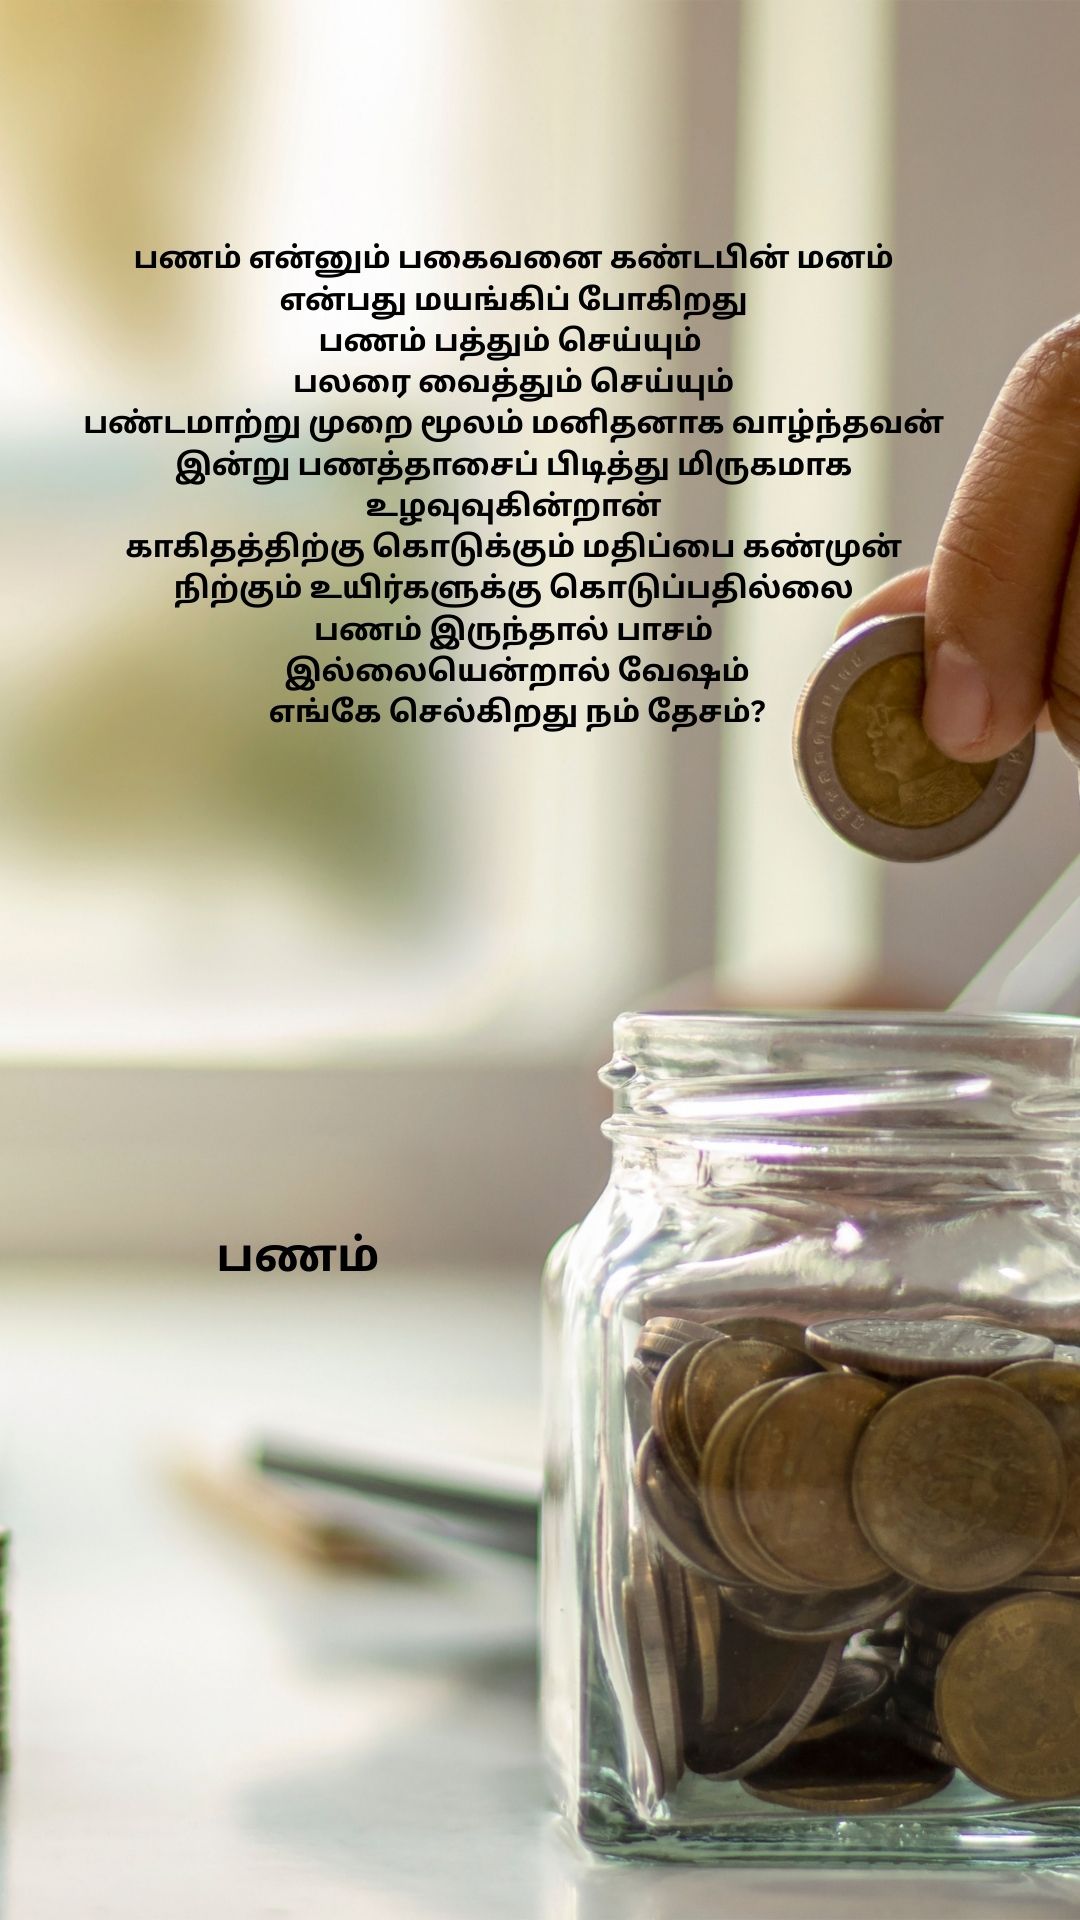 பணம் என்னும் பகைவனை கண்டபின் மனம்
என்பது மயங்கிப் போகிறது
பணம் பத்தும் செய்யும்
பலரை வைத்தும் செய்யும்
பண்டமாற்று முறை மூலம் மனிதனாக வாழ்ந்தவன்
இன்று பணத்தாசைப் பிடித்து மிருகமாக
உழவுவுகின்றான்
காகிதத்திற்கு கொடுக்கும் மதிப்பை கண்முன்
நிற்கும் உயிர்களுக்கு கொடுப்பதில்லை
பணம் இருந்தால் பாசம்
இல்லையென்றால் வேஷம்
எங்கே செல்கிறது நம் தேசம்?
பணம்